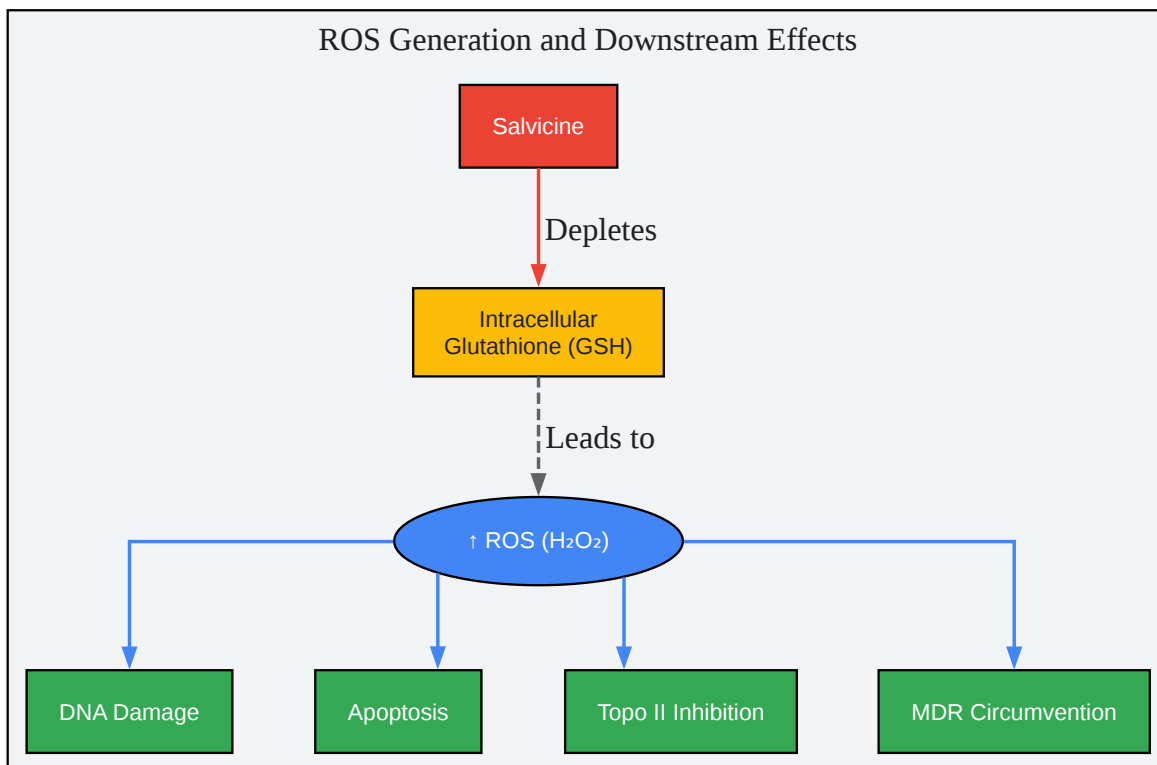 ROS Generation and Downstream Effects
Salvicine
Depletes
Intracellular
Glutathione (GSH)
Leads to
↑ ROS (H₂O₂)
DNA Damage
Apoptosis
Topo II Inhibition
MDR Circumvention